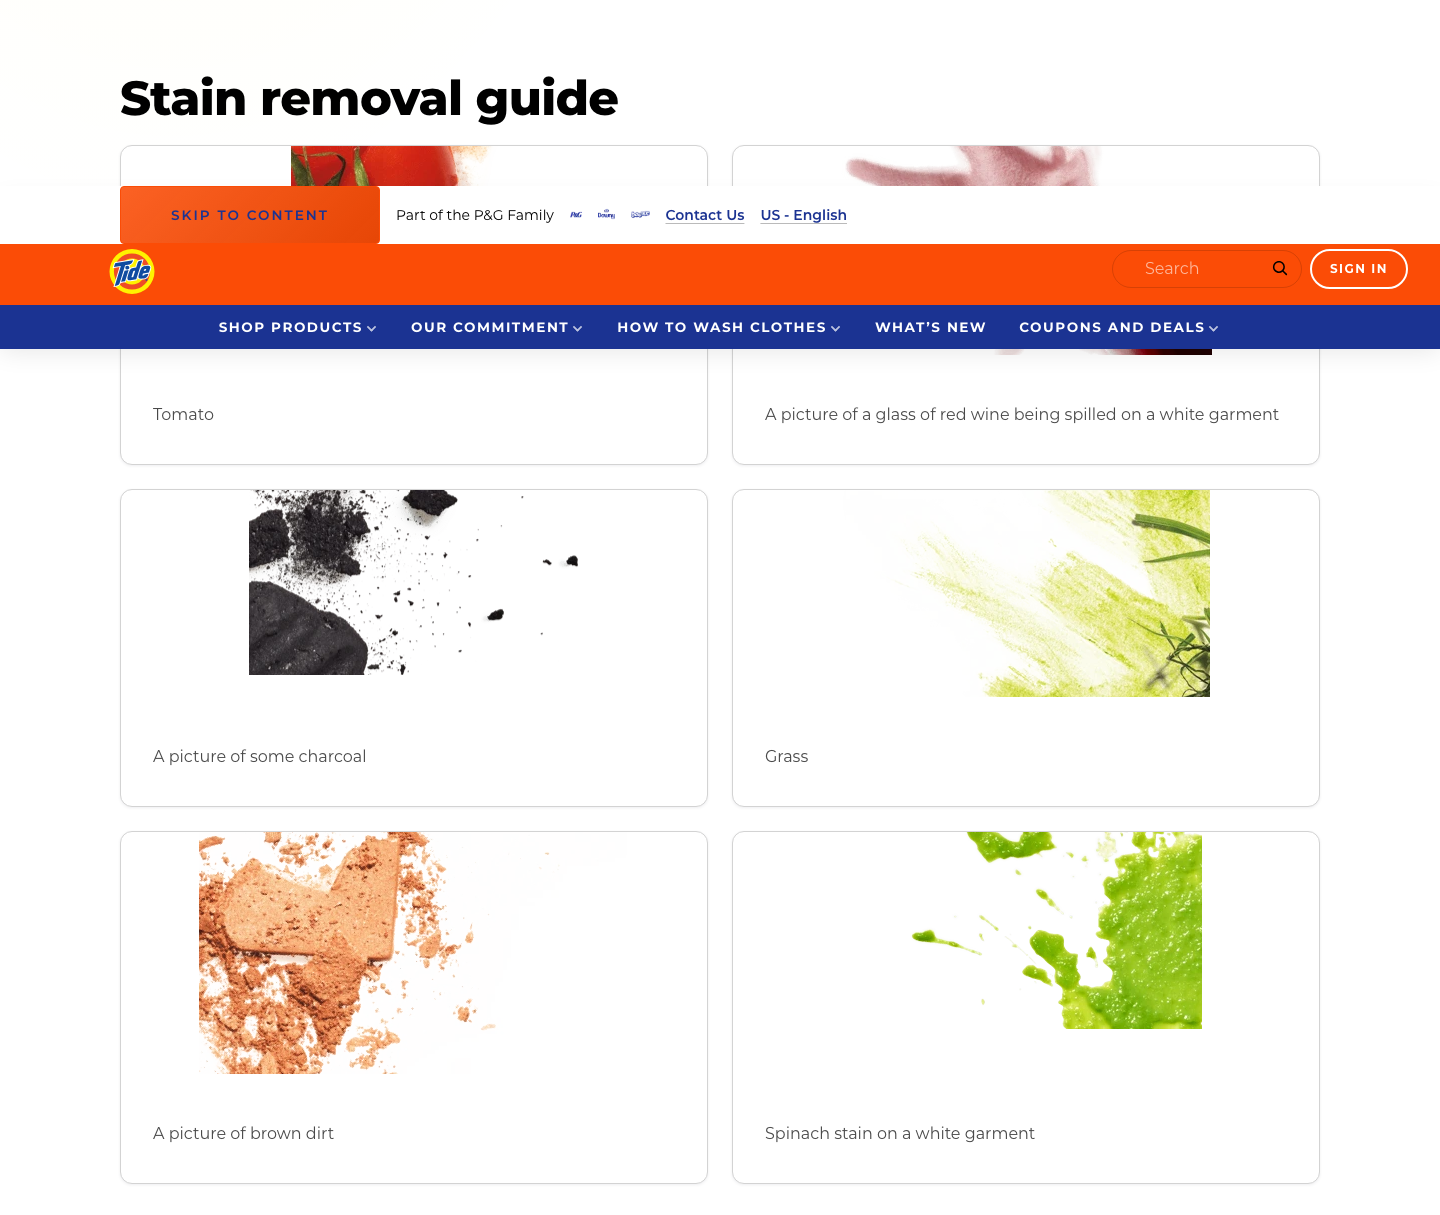 Stain removal guide
SKIP TO CONTENT
Part of the P&G Family P&G Downy Contact Us US - English
Tide
Search
SIGN IN
SHOP PRODUCTS OUR COMMITMENT HOW TO WASH CLOTHES WHAT'S NEW COUPONS AND DEALS
Tomato
A picture of a glass of red wine being spilled on a white garment
A picture of some charcoal
Grass
A picture of brown dirt
Spinach stain on a white garment